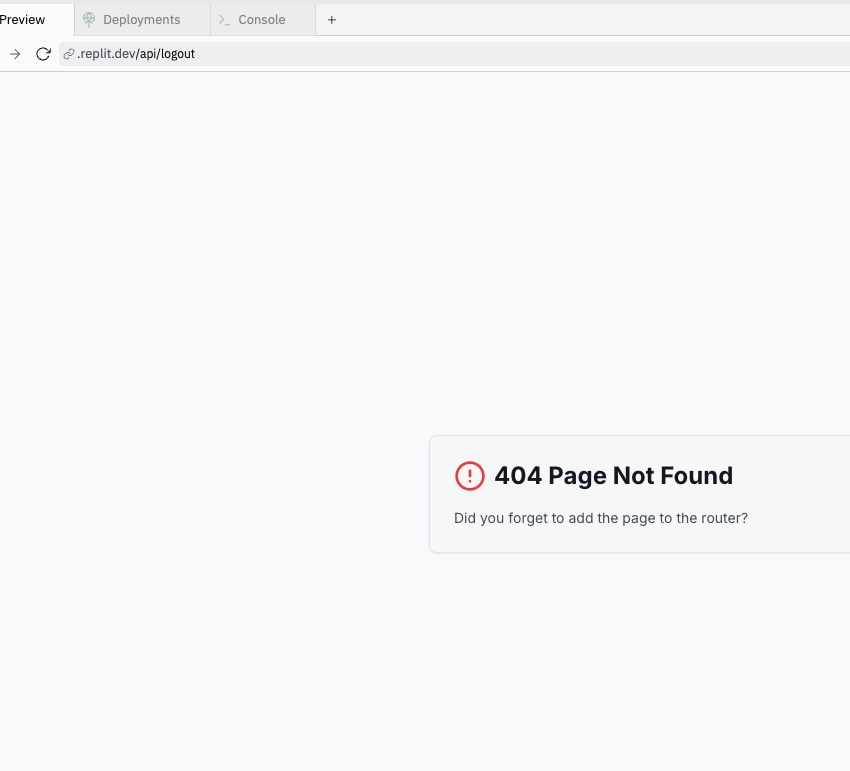 Preview Deployments Console +
.replit.dev/api/logout
404 Page Not Found
Did you forget to add the page to the router?